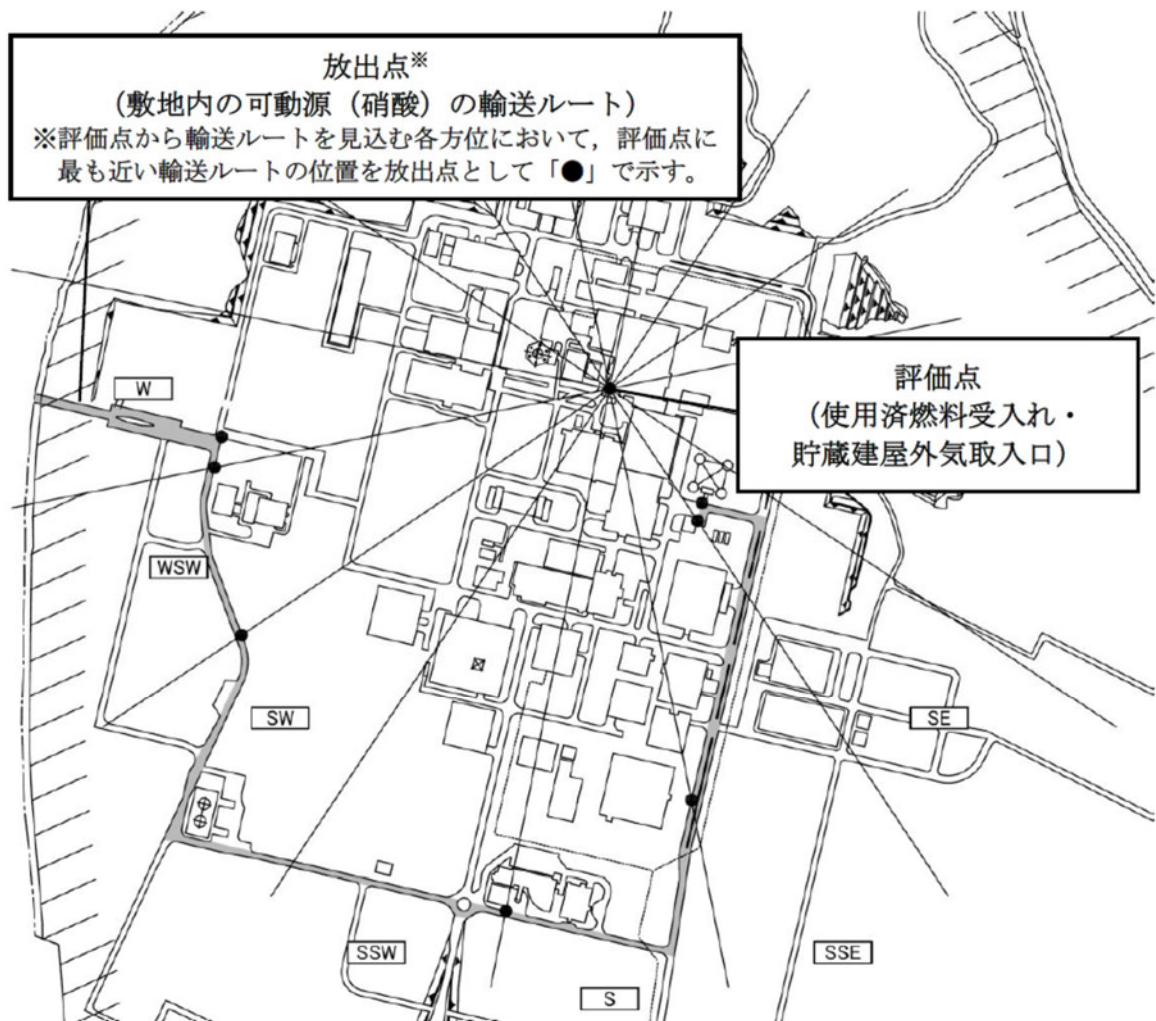 放出点※
（敷地内の可動源（硝酸）の輸送ルート）
※評価点から輸送ルートを見込む各方位において，評価点に
最も近い輸送ルートの位置を放出点として「●」で示す。
評価点
（使用済燃料受入れ・
貯蔵建屋外気取入口）
W
WSW
SW
SE
SSW
SSE
S